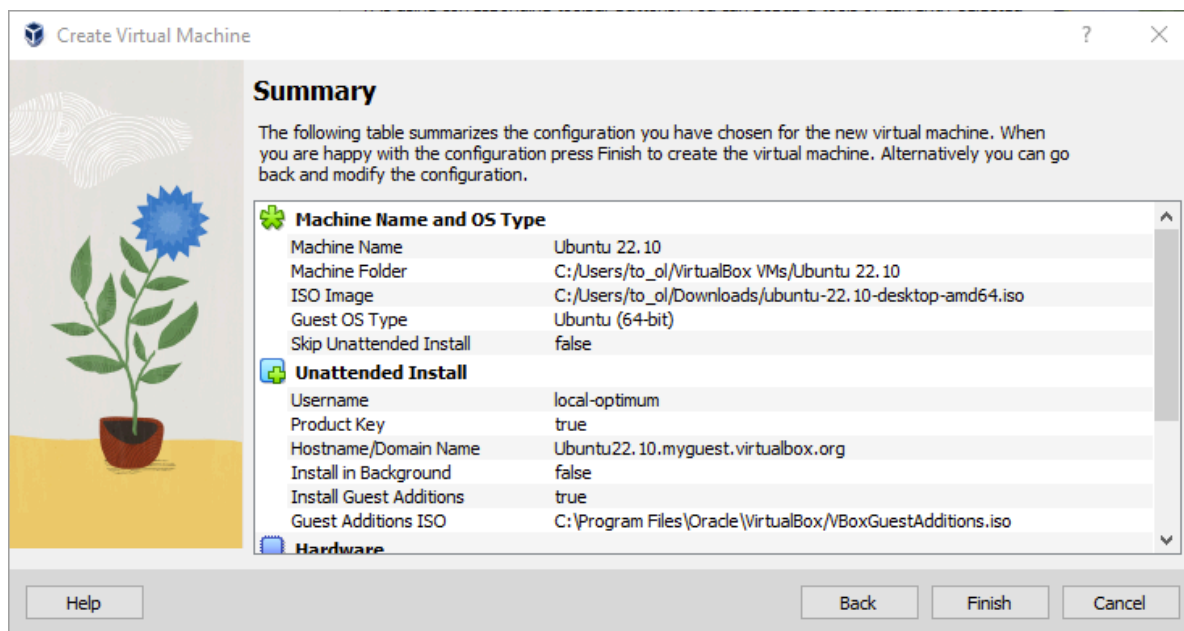 Create Virtual Machine
Summary
The following table summarizes the configuration you have chosen for the new virtual machine. When
you are happy with the configuration press Finish to create the virtual machine. Alternatively you can go
back and modify the configuration.
Machine Name and OS Type
Machine Name Ubuntu 22.10
Machine Folder C:/Users/to_ol/VirtualBox VMs/Ubuntu 22.10
ISO Image C:/Users/to_ol/Downloads/ubuntu-22.10-desktop-amd64.iso
Guest OS Type Ubuntu (64-bit)
Skip Unattended Install false
Unattended Install
Username local-optimum
Product Key true
Hostname/Domain Name Ubuntu22.10.myguest.virtualbox.org
Install in Background false
Install Guest Additions true
Guest Additions ISO C:\Program Files\Oracle\VirtualBox/VBoxGuestAdditions.iso
Hardware
Help Back Finish Cancel